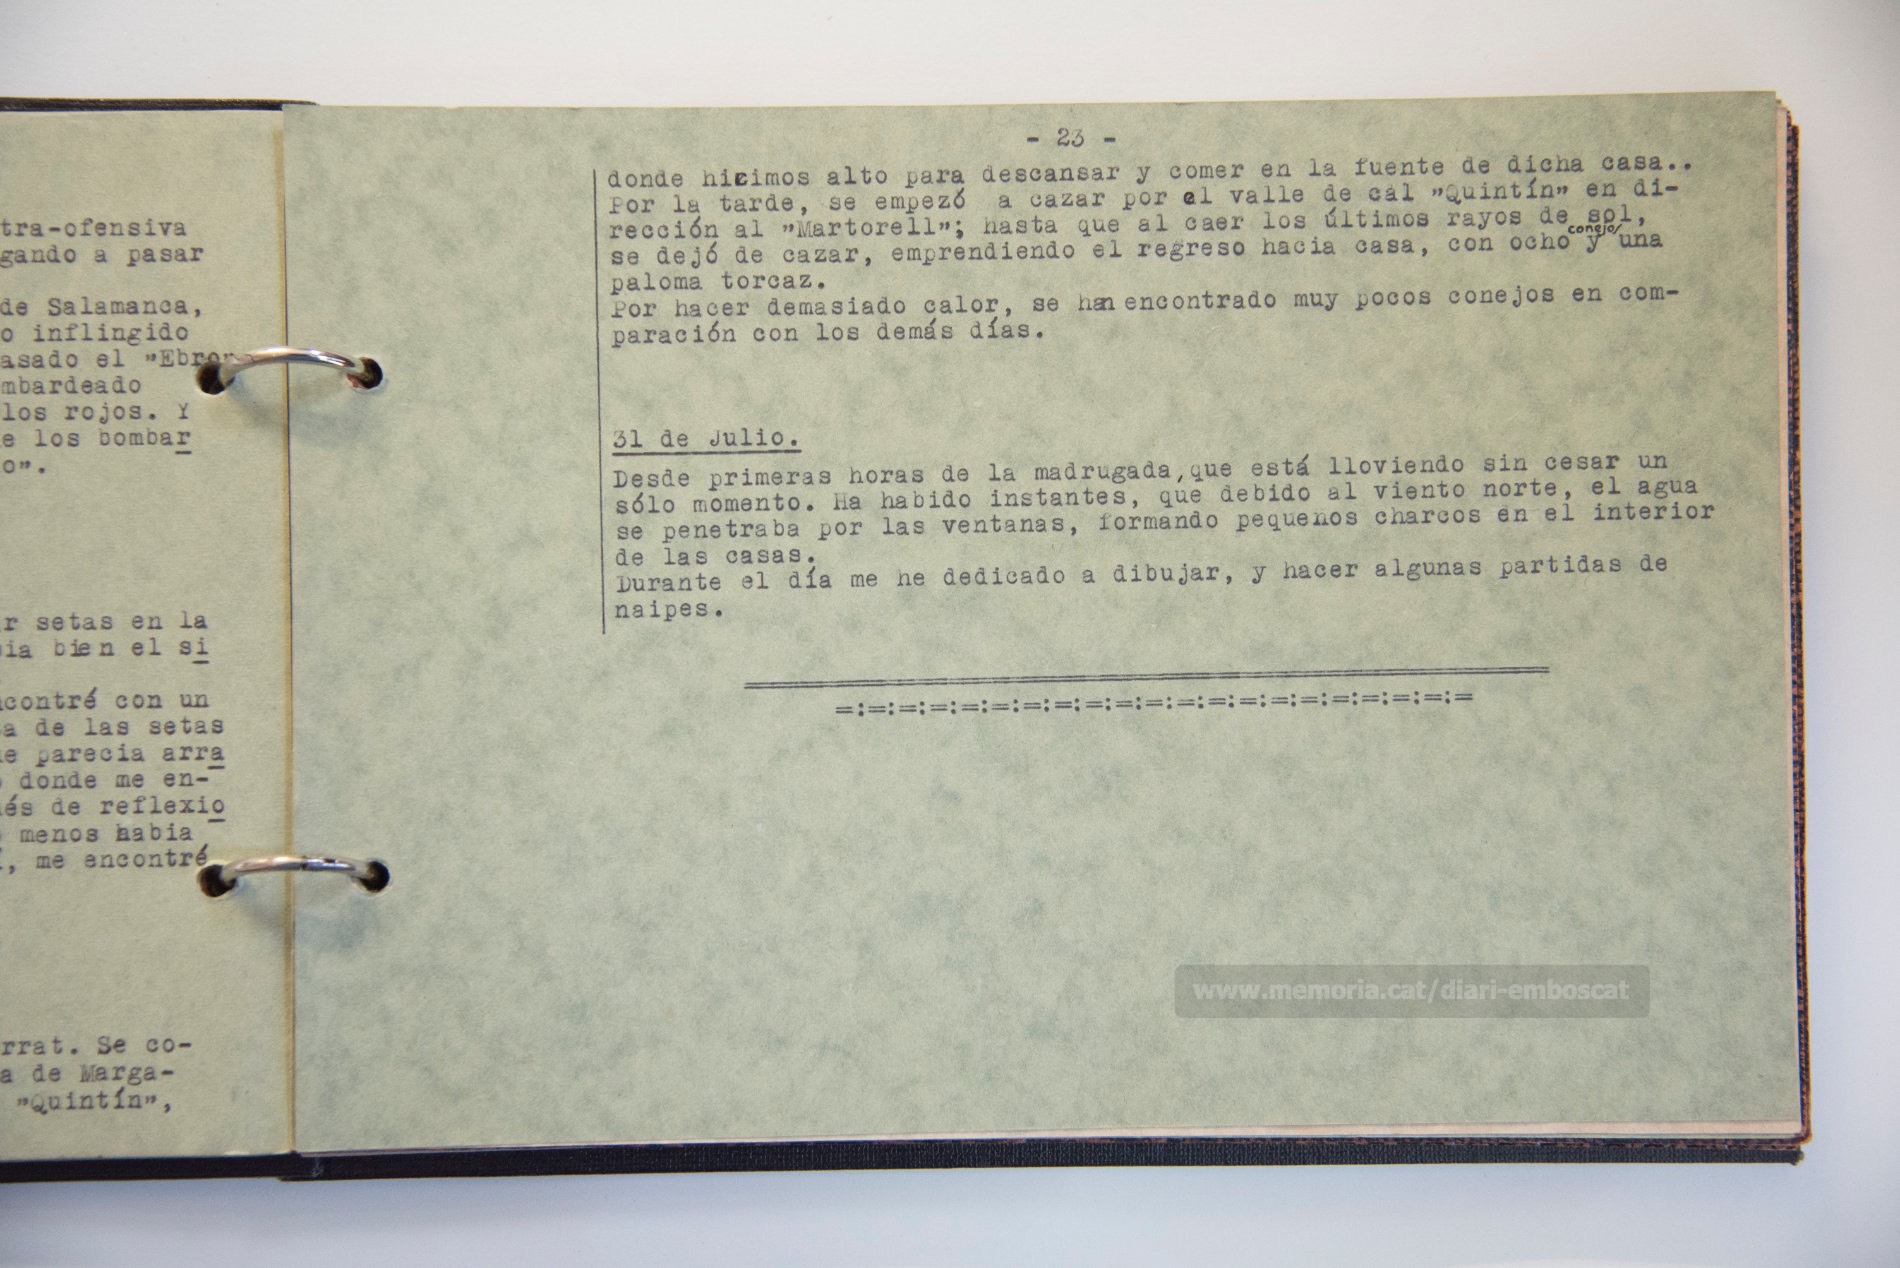 tra-ofensiva
gando a pasar
de Salamanca,
o inflingido
asado el "Ebro"
mbardeado
los rojos. Y
e los bombar
o".
r setas en la
bia bien el si
ncontré con un
a de las setas
ue parecia arra
o donde me en-
ués de reflexio
menos habia
, me encontré
rrat. Se co-
a de Marga-
"Quintín",
- 23 -
donde hicimos alto para descansar y comer en la fuente de dicha casa..
Por la tarde, se empezó a cazar por el valle de cal "Quintín" en di-
rección al "Martorell"; hasta que al caer los últimos rayos de sol,
conejos
se dejó de cazar, emprendiendo el regreso hacia casa, con ocho y una
paloma torcaz.
Por hacer demasiado calor, se han encontrado muy pocos conejos en com-
paración con los demás días.
31 de Julio.
Desde primeras horas de la madrugada, que está lloviendo sin cesar un
sólo momento. Ha habido instantes, que debido al viento norte, el agua
se penetraba por las ventanas, formando pequeños charcos en el interior
de las casas.
Durante el día me he dedicado a dibujar, y hacer algunas partidas de
naipes.
=:=:=:=:=:=:=:=:=:=:=:=:=:=:=:=:=:=:=:=:=
www.memoria.cat/diari-emboscat